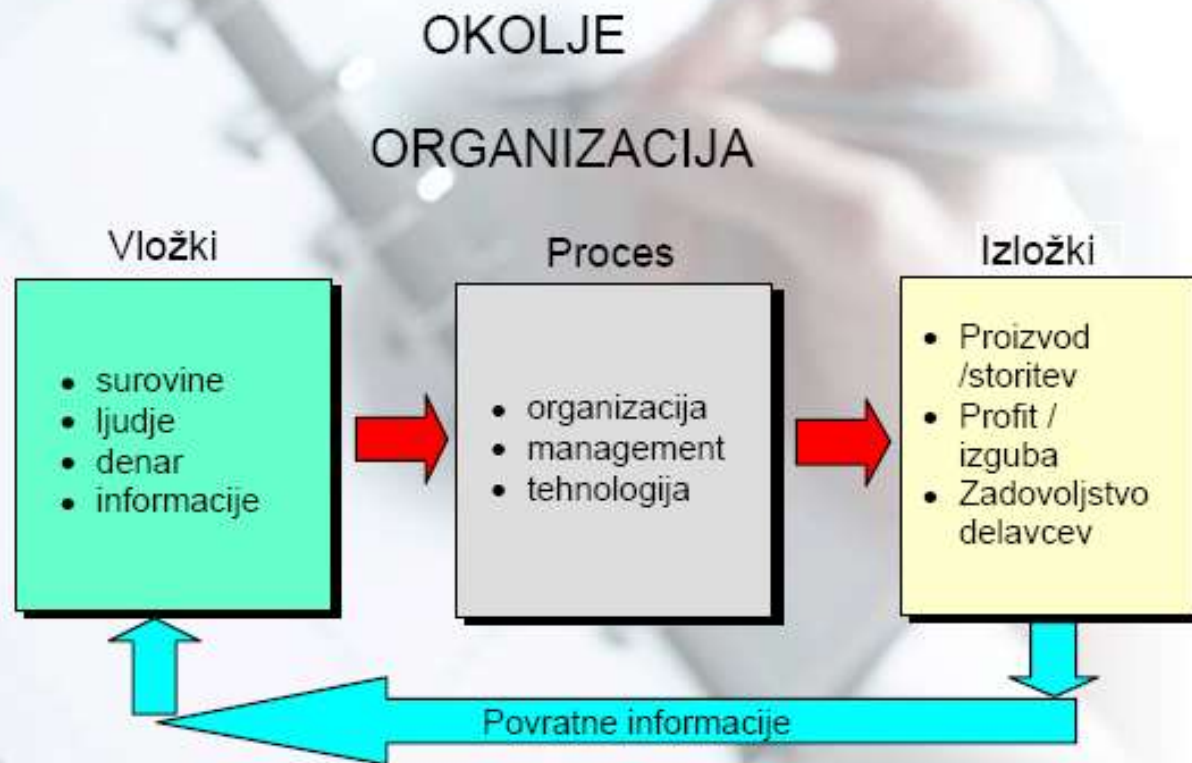 OKOLJE
ORGANIZACIJA
Vložki
• surovine
• ljudje
• denar
• informacije
Proces
• organizacija
• management
• tehnologija
Izložki
• Proizvod
/storitev
• Profit /
izguba
• Zadovoljstvo
delavcev
Povratne informacije